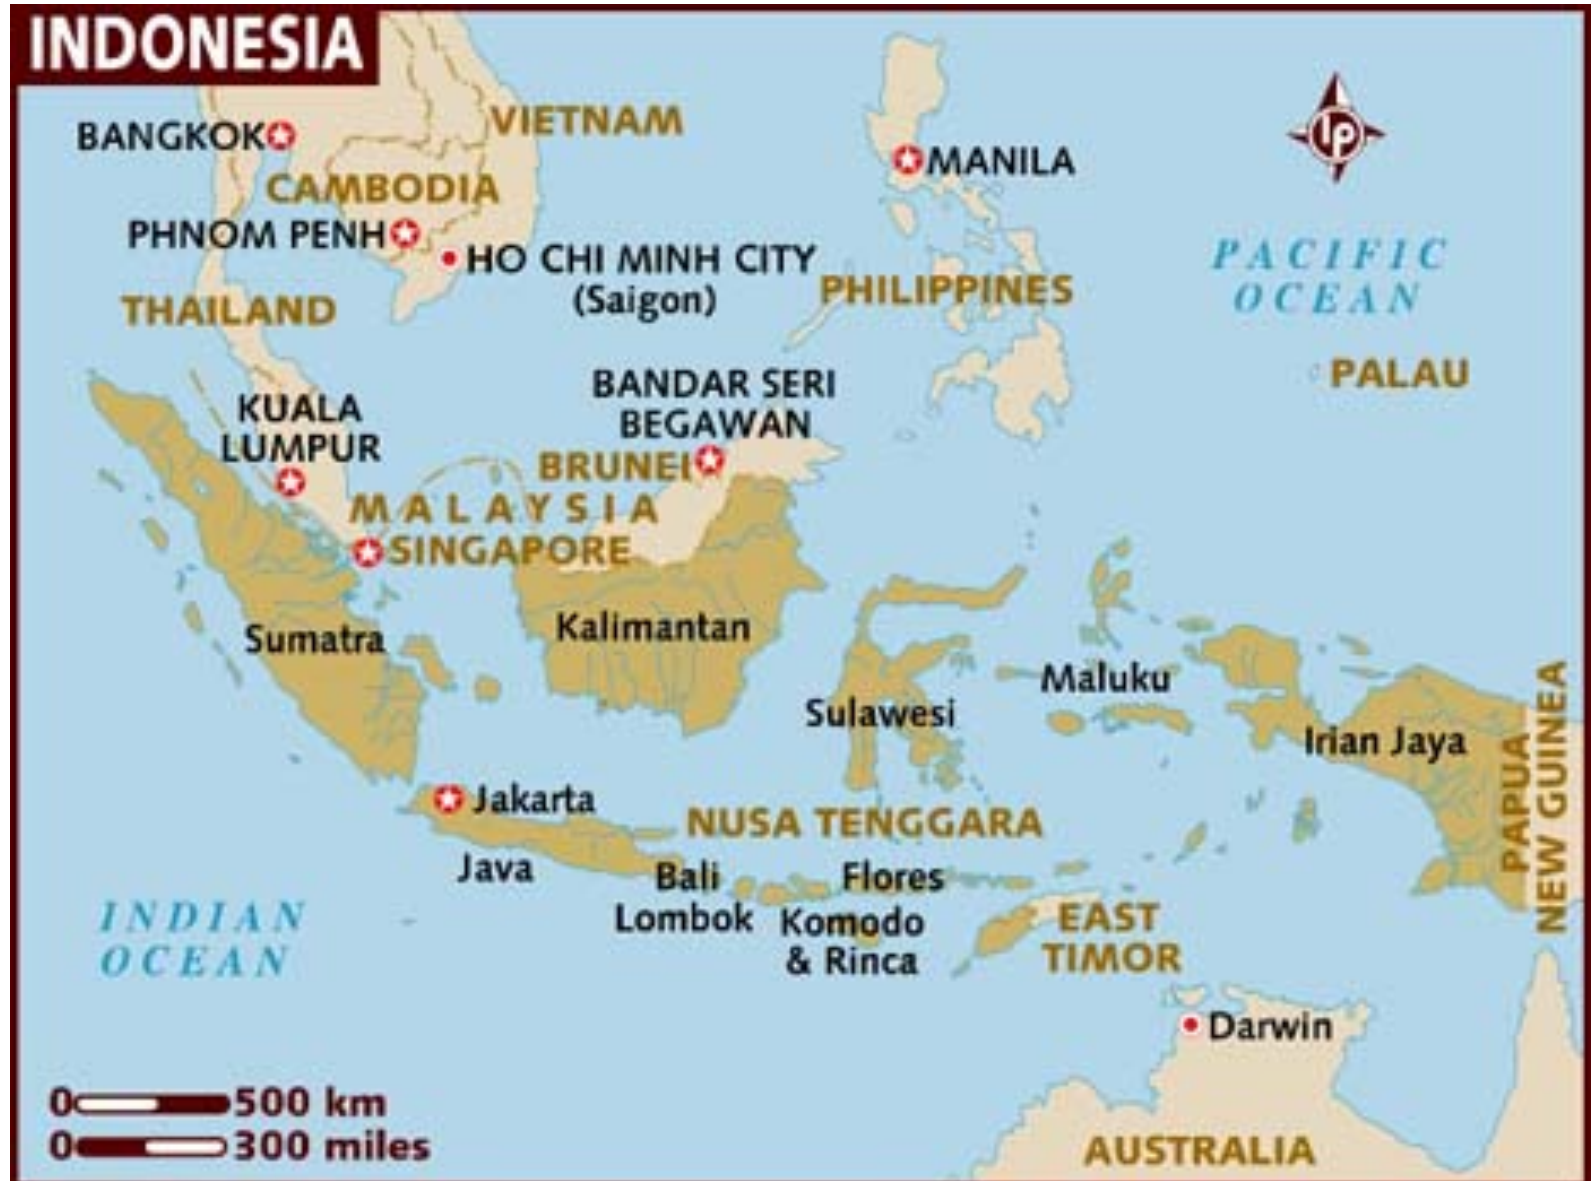 INDONESIA
BANGKOK
VIETNAM
MANILA
lp
CAMBODIA
PHNOM PENH
HO CHI MINH CITY
(Saigon)
PACIFIC
OCEAN
THAILAND
PHILIPPINES
PALAU
KUALA
LUMPUR
BANDAR SERI
BEGAWAN
BRUNEI
MALAYSIA
SINGAPORE
Sumatra
Kalimantan
Sulawesi
Maluku
Irian Jaya
PAPUA
NEW GUINEA
Jakarta
Java
NUSA TENGGARA
Bali
Lombok
Flores
Komodo
& Rinca
EAST
TIMOR
INDIAN
OCEAN
Darwin
AUSTRALIA
0 500 km
0 300 miles